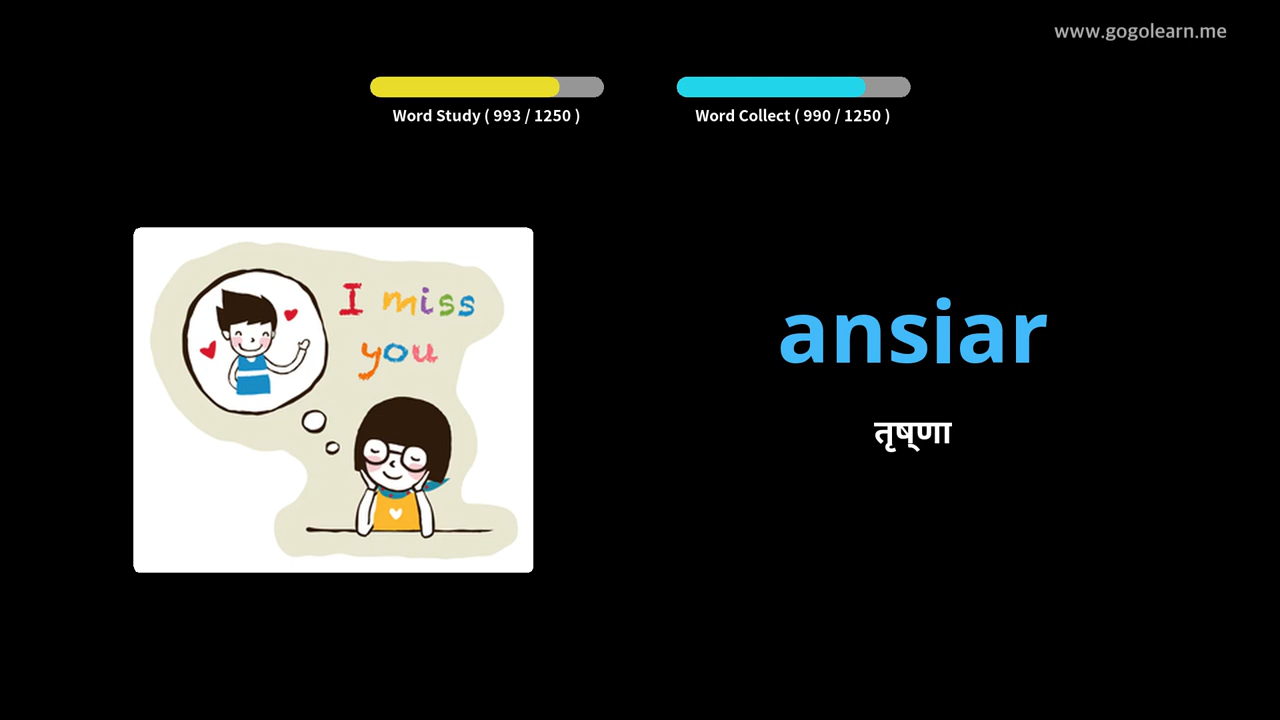 www.gogolearn.me
Word Study ( 993 / 1250 )
Word Collect ( 990 / 1250 )
I miss
you
ansiar
तृष्णा